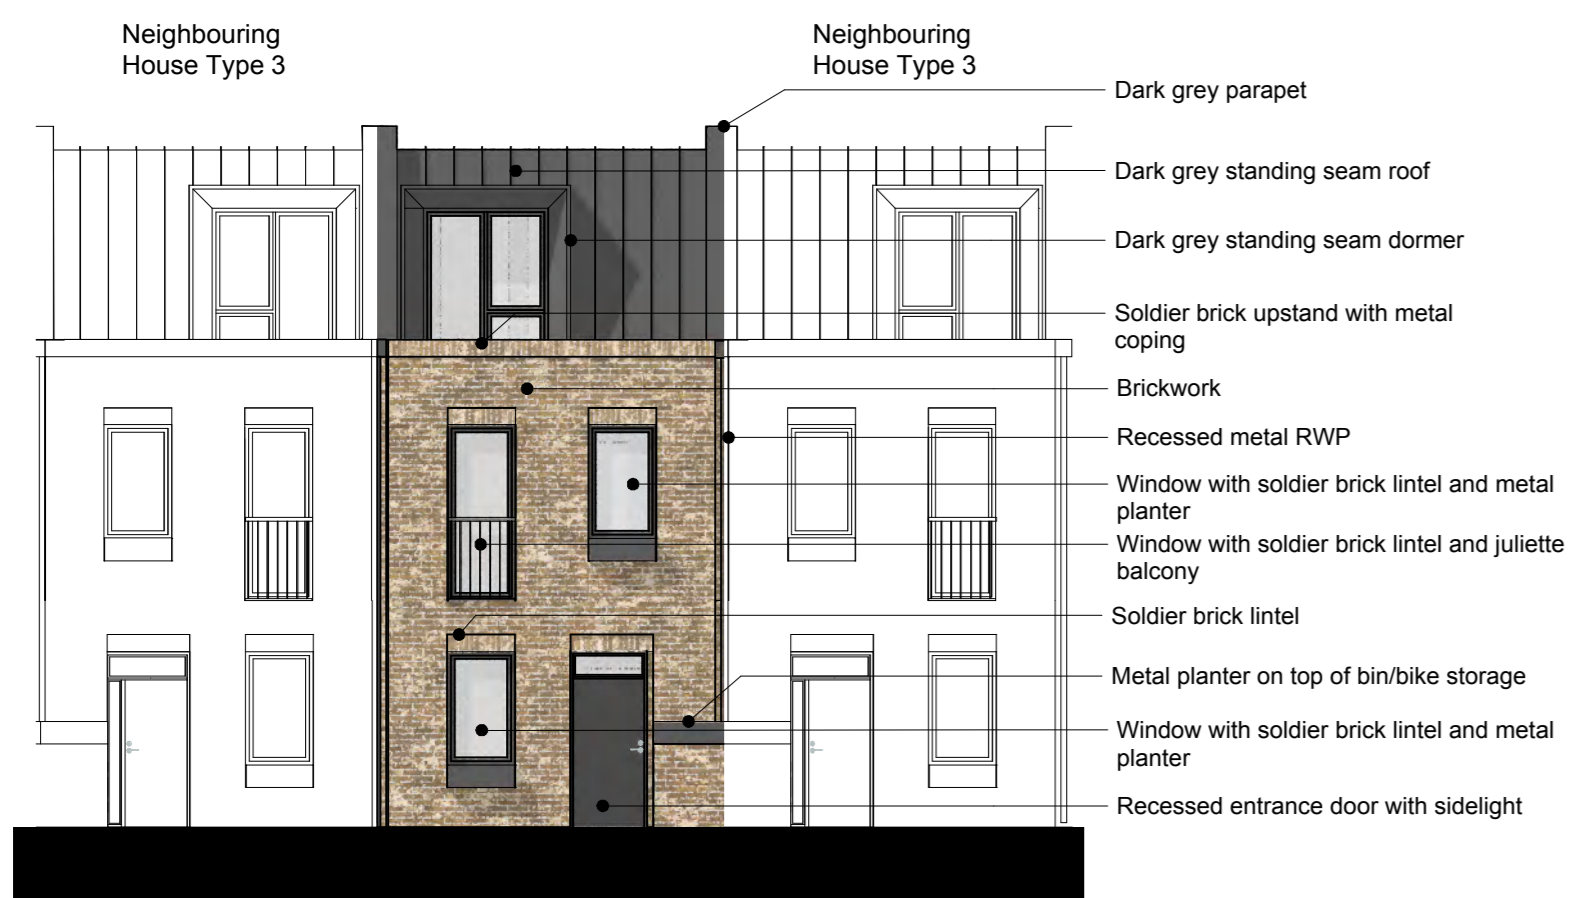 Neighbouring
House Type 3
Neighbouring
House Type 3
Dark grey parapet
Dark grey standing seam roof
Dark grey standing seam dormer
Soldier brick upstand with metal
coping
Brickwork
Recessed metal RWP
Window with soldier brick lintel and metal
planter
Window with soldier brick lintel and juliette
balcony
Soldier brick lintel
Metal planter on top of bin/bike storage
Window with soldier brick lintel and metal
planter
Recessed entrance door with sidelight